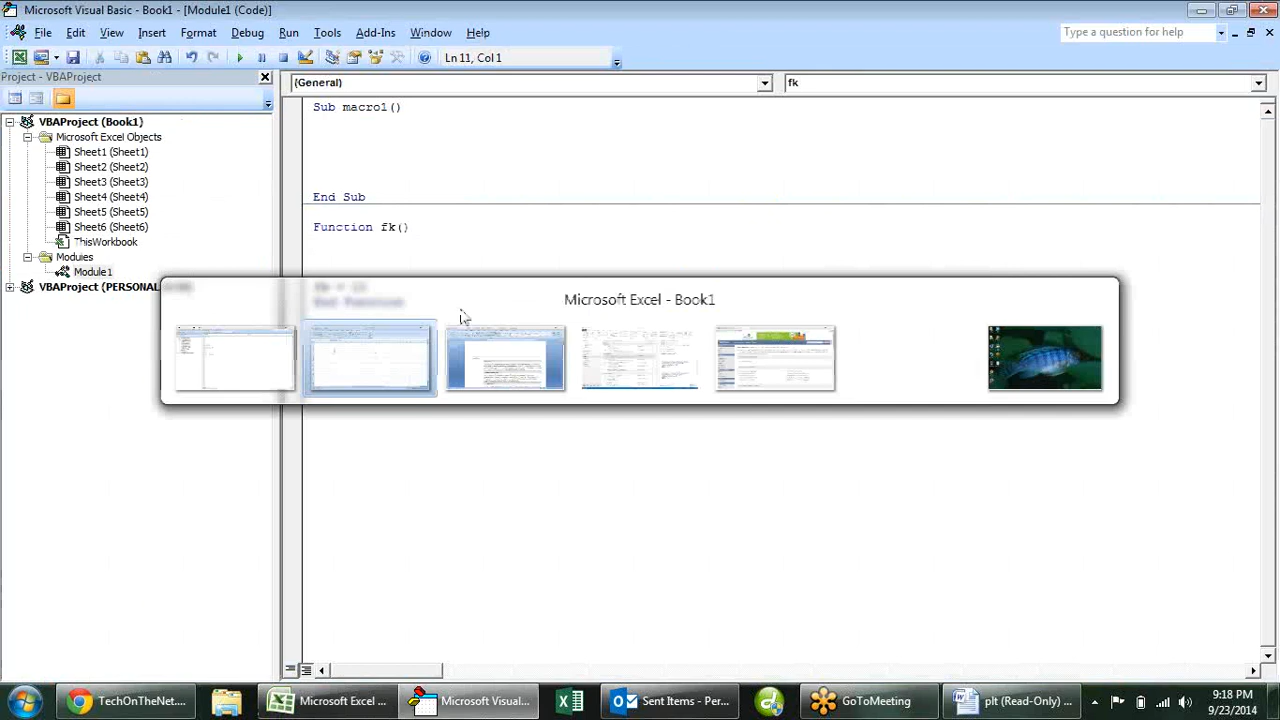 Microsoft Visual Basic - Book1 - [Module1 (Code)]
File Edit View Insert Format Debug Run Tools Add-Ins Window Help
Type a question for help
Ln 11, Col 1
Project - VBAProject
(General)
fk
VBAProject (Book1)
Microsoft Excel Objects
Sheet1 (Sheet1)
Sheet2 (Sheet2)
Sheet3 (Sheet3)
Sheet4 (Sheet4)
Sheet5 (Sheet5)
Sheet6 (Sheet6)
ThisWorkbook
Modules
Module1
VBAProject (PERSONAL
Sub macro1()
End Sub
Function fk()
End Function
Microsoft Excel - Book1
TechOnTheNet....
Microsoft Excel ...
Microsoft Visual...
Sent Items - Per...
GoToMeeting
plt (Read-Only) ...
9:18 PM
9/23/2014